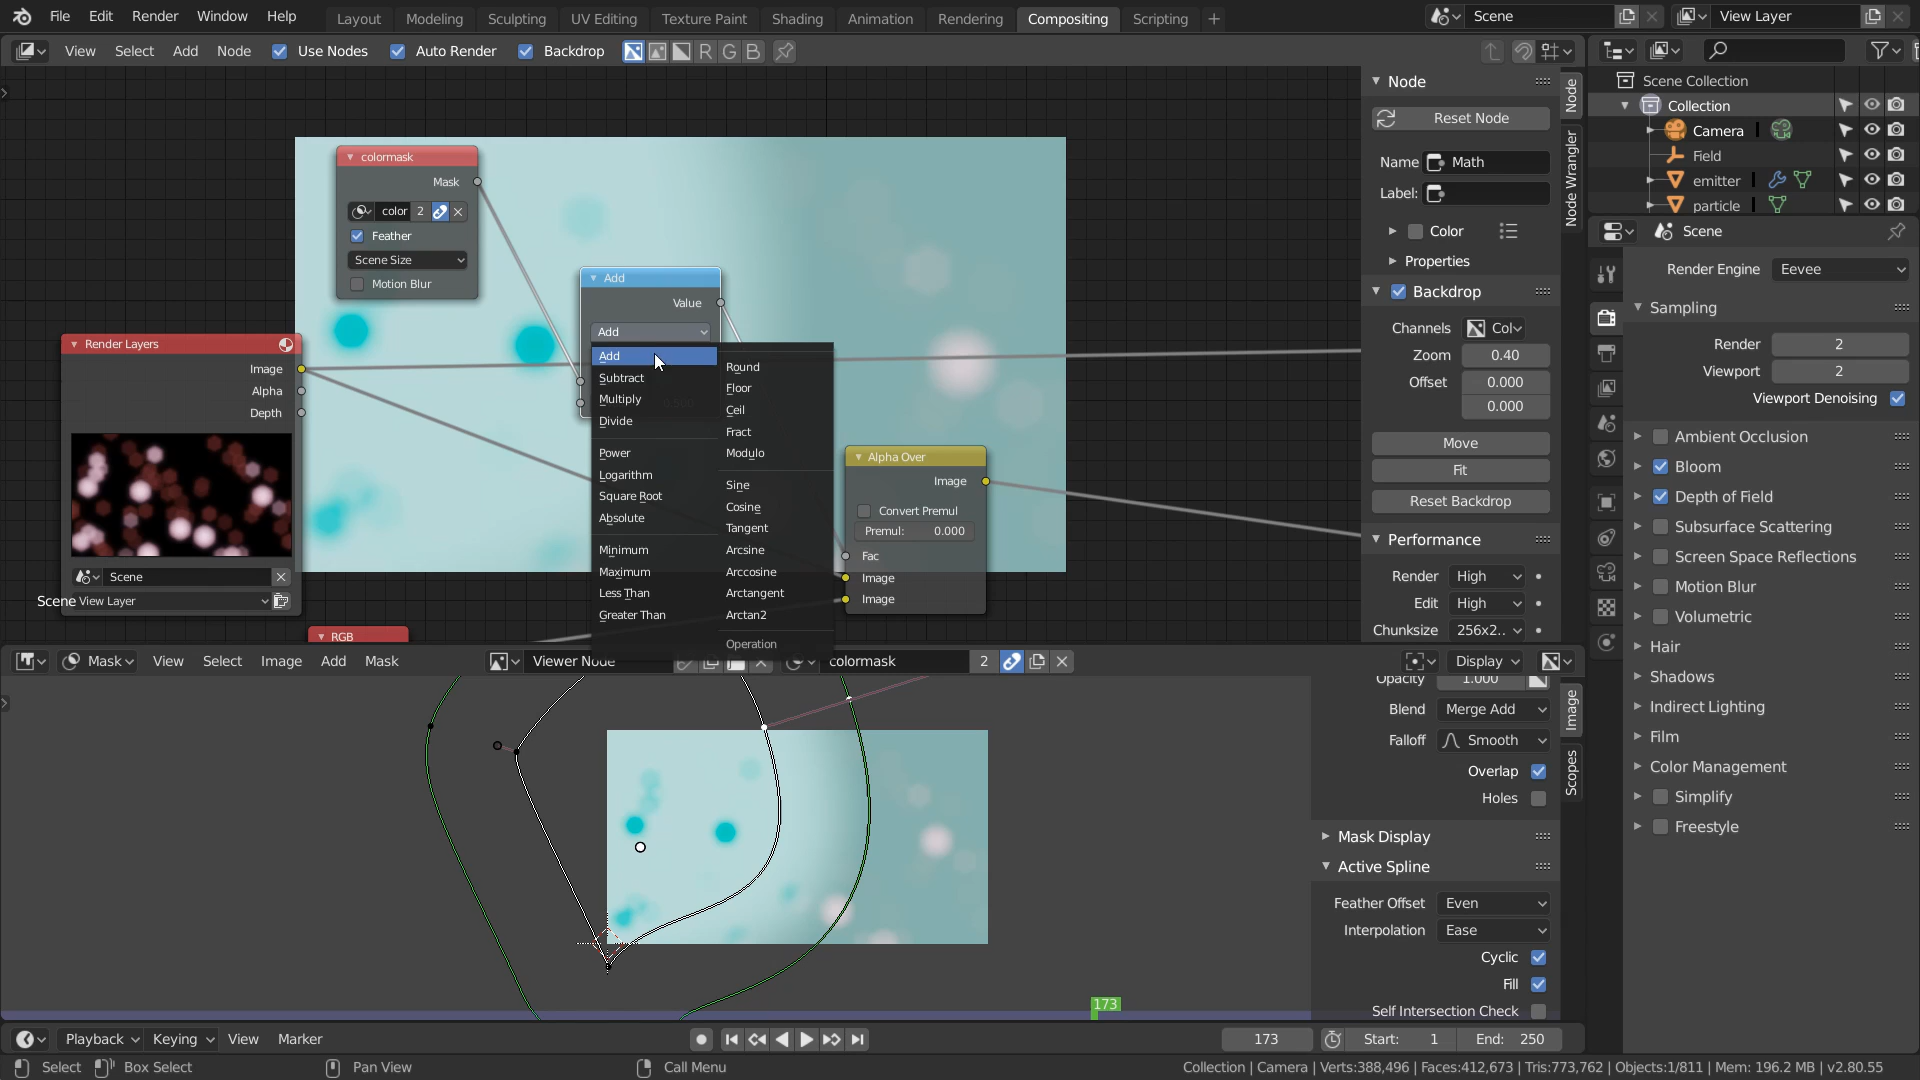 File Edit Render Window Help Layout Modeling Sculpting UV Editing Texture Paint Shading Animation Rendering Compositing Scripting Scene View Layer
View Select Add Node Use Nodes Auto Render Backdrop R G B
Node
Reset Node
Name Math
Label:
Color
Properties
Backdrop
Channels Col
Zoom 0.40
Offset 0.000
0.000
Move
Fit
Reset Backdrop
Performance
Render High
Edit High
Chunksize 256x2..
Node
Node Wrangler
colormask
Mask
color 2
Feather
Scene Size
Motion Blur
Render Layers
Image
Alpha
Depth
Scene
Scene View Layer
RGB
Add
Value
Add
Add
Subtract
Multiply
Divide
Power
Logarithm
Square Root
Absolute
Minimum
Maximum
Less Than
Greater Than
Round
Floor
Ceil
Fract
Modulo
Sine
Cosine
Tangent
Arcsine
Arccosine
Arctangent
Arctan2
Operation
Alpha Over
Image
Convert Premul
Premul: 0.000
Fac
Image
Image
Scene Collection
Collection
Camera
Field
emitter
particle
Scene
Render Engine Eevee
Sampling
Render 2
Viewport 2
Viewport Denoising
Ambient Occlusion
Bloom
Depth of Field
Subsurface Scattering
Screen Space Reflections
Motion Blur
Volumetric
Hair
Shadows
Indirect Lighting
Film
Color Management
Simplify
Freestyle
Mask View Select Image Add Mask Viewer Node colormask 2 Display
Opacity 1.000
Blend Merge Add
Falloff Smooth
Overlap
Holes
Mask Display
Active Spline
Feather Offset Even
Interpolation Ease
Cyclic
Fill
Self Intersection Check
Image
Scopes
173
Playback Keying View Marker 173 Start: 1 End: 250
Select Box Select Pan View Call Menu Collection | Camera | Verts:388,496 | Faces:412,673 | Tris:773,762 | Objects:1/811 | Mem: 196.2 MB | v2.80.55